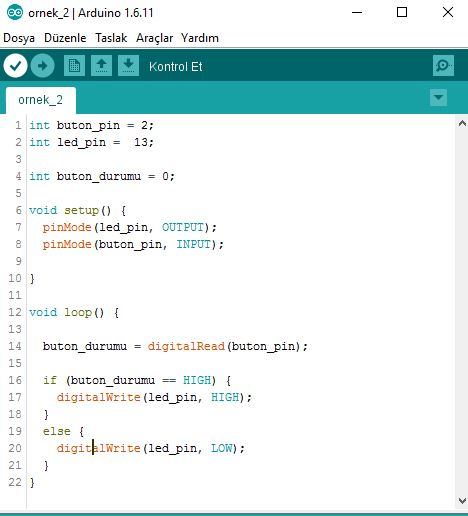 ornek_2 | Arduino 1.6.11
Dosya Düzenle Taslak Araçlar Yardım
Kontrol Et
ornek_2
1 int buton_pin = 2;
2 int led_pin =  13;
3
4 int buton_durumu = 0;
5
6 void setup() {
7   pinMode(led_pin, OUTPUT);
8   pinMode(buton_pin, INPUT);
9
10 }
11
12 void loop() {
13
14   buton_durumu = digitalRead(buton_pin);
15
16   if (buton_durumu == HIGH) {
17     digitalWrite(led_pin, HIGH);
18   }
19   else {
20     digitalWrite(led_pin, LOW);
21   }
22 }